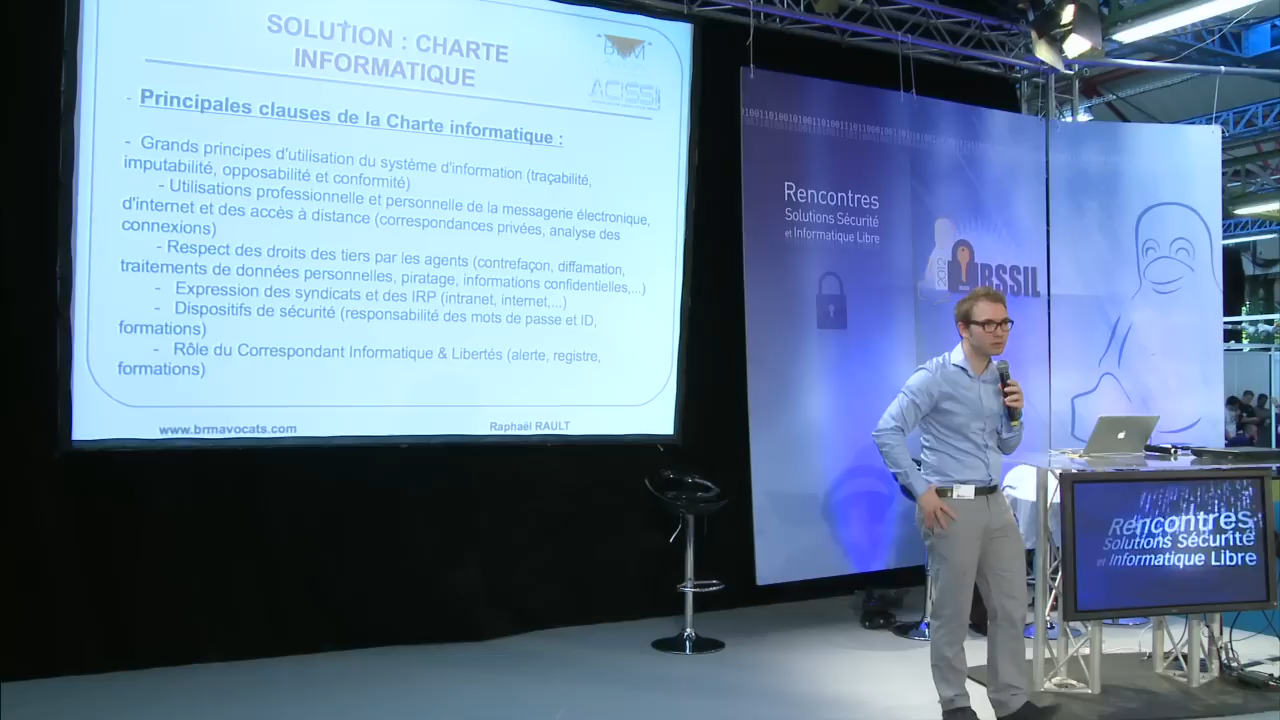 SOLUTION : CHARTE
INFORMATIQUE
ACISSI
- Principales clauses de la Charte informatique :
- Grands principes d'utilisation du système d'information (traçabilité,
imputabilité, opposabilité et conformité)
- Utilisations professionnelle et personnelle de la messagerie électronique,
d'internet et des accès à distance (correspondances privées, analyse des
connexions)
- Respect des droits des tiers par les agents (contrefaçon, diffamation,
traitements de données personnelles, piratage, informations confidentielles,...)
- Expression des syndicats et des IRP (intranet, internet,...)
- Dispositifs de sécurité (responsabilité des mots de passe et ID,
formations)
- Rôle du Correspondant Informatique & Libertés (alerte, registre,
formations)
www.brmavocats.com
Raphaël RAULT
Rencontres
Solutions Sécurité
et Informatique Libre
2012
RSSIL
Rencontres
Solutions Sécurité
et Informatique Libre